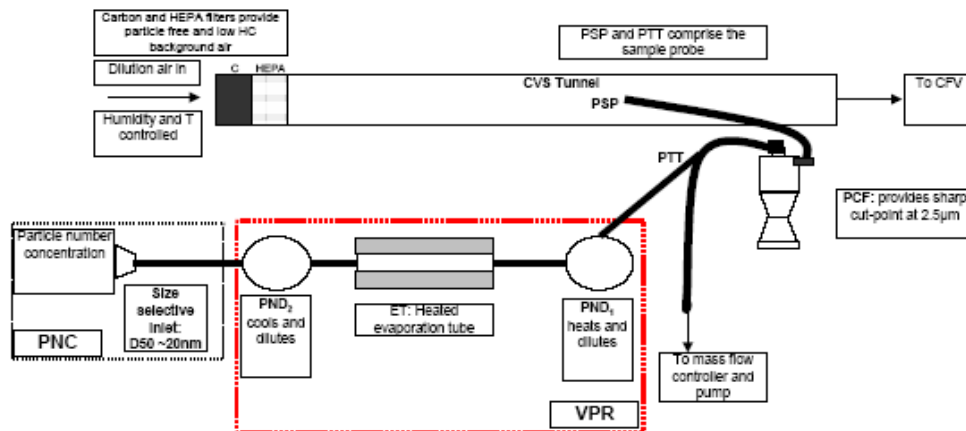 Carbon and HEPA filters provide
particle free and low HC
background air
PSP and PTT comprise the
sample probe
Dilution air in
C HEPA
CVS Tunnel
To CFV
PSP
Humidity and T
controlled
PTT
PCF: provides sharp
cut-point at 2.5µm
Particle number
concentration
Size
selective
inlet:
D50 ~20nm
PNC
PND2
cools and
dilutes
ET: Heated
evaporation tube
PND1
heats and
dilutes
To mass flow
controller and
pump
VPR